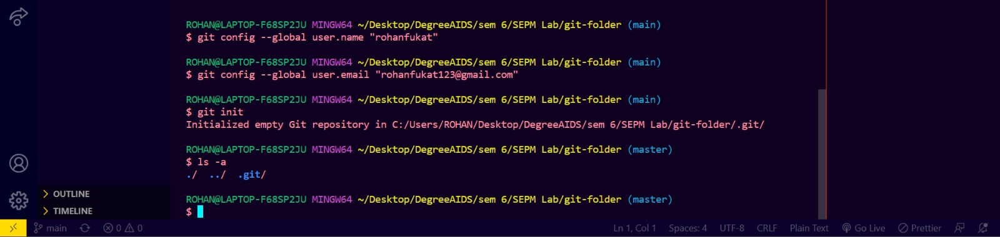 ROHAN@LAPTOP-F68SP2JU MINGW64 ~/Desktop/DegreeAIDS/sem 6/SEPM Lab/git-folder (main)
$ git config --global user.name "rohanfukat"
ROHAN@LAPTOP-F68SP2JU MINGW64 ~/Desktop/DegreeAIDS/sem 6/SEPM Lab/git-folder (main)
$ git config --global user.email "rohanfukat123@gmail.com"
ROHAN@LAPTOP-F68SP2JU MINGW64 ~/Desktop/DegreeAIDS/sem 6/SEPM Lab/git-folder (main)
$ git init
Initialized empty Git repository in C:/Users/ROHAN/Desktop/DegreeAIDS/sem 6/SEPM Lab/git-folder/.git/
ROHAN@LAPTOP-F68SP2JU MINGW64 ~/Desktop/DegreeAIDS/sem 6/SEPM Lab/git-folder (master)
$ ls -a
./ ../ .git/
ROHAN@LAPTOP-F68SP2JU MINGW64 ~/Desktop/DegreeAIDS/sem 6/SEPM Lab/git-folder (master)
$
OUTLINE
TIMELINE
main 0 0 Ln 1, Col 1 Spaces: 4 UTF-8 CRLF Plain Text Go Live Prettier